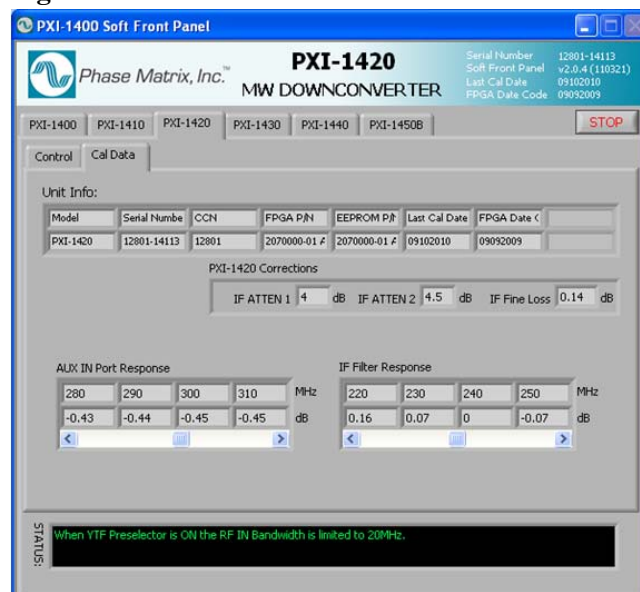 PXI-1400 Soft Front Panel
Phase Matrix, Inc.™
PXI-1420
MW DOWNCONVERTER
Serial Number 12801-14113
Soft Front Panel v2.0.4 (110321)
Last Cal Date 09102010
FPGA Date Code 09092009
PXI-1400 PXI-1410 PXI-1420 PXI-1430 PXI-1440 PXI-1450B STOP
Control Cal Data
Unit Info:
Model Serial Numbe CCN FPGA P/N EEPROM P/N Last Cal Date FPGA Date C
PXI-1420 12801-14113 12801 2070000-01 A 2070000-01 A 09102010 09092009
PXI-1420 Corrections
IF ATTEN 1 4 dB IF ATTEN 2 4.5 dB IF Fine Loss 0.14 dB
AUX IN Port Response
280 290 300 310 MHz
-0.43 -0.44 -0.45 -0.45 dB
IF Filter Response
220 230 240 250 MHz
0.16 0.07 0 -0.07 dB
STATUS:
When YTF Preselector is ON the RF IN Bandwidth is limited to 20MHz.